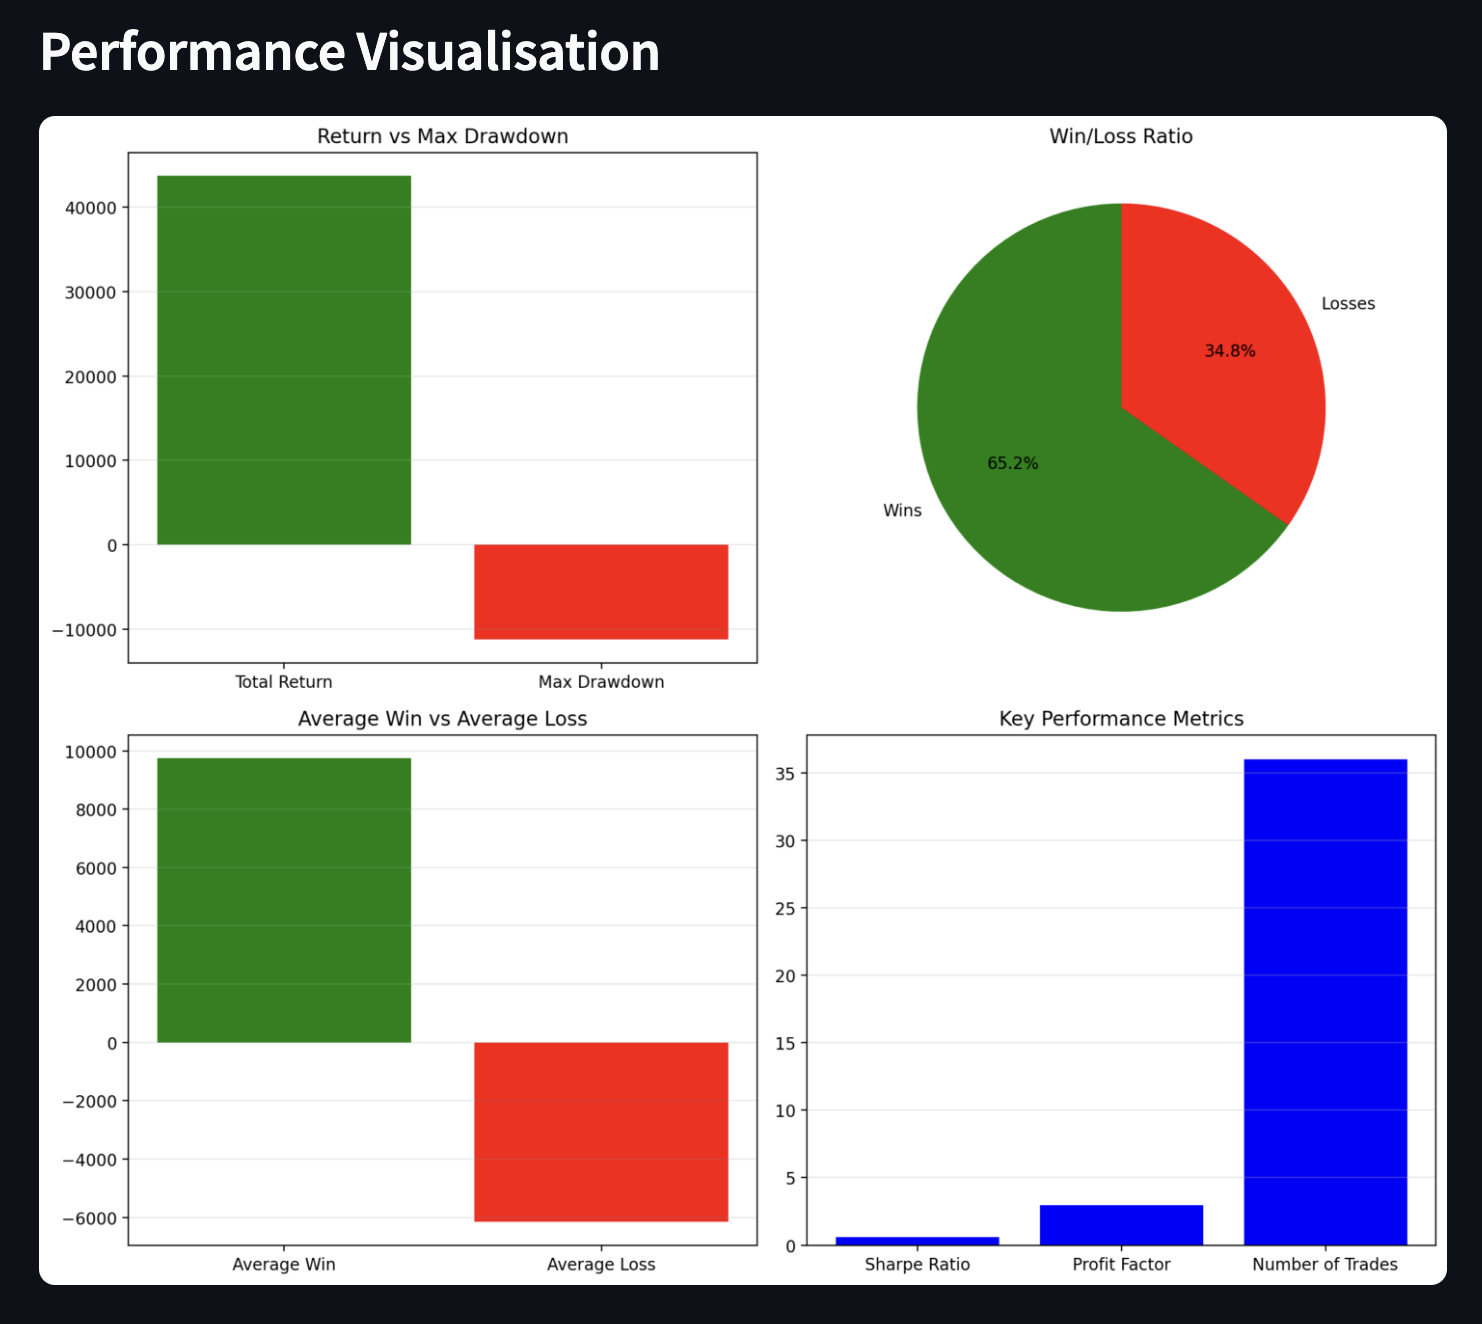 Performance Visualisation
Return vs Max Drawdown
40000
30000
20000
10000
0
−10000
Total Return
Max Drawdown
Win/Loss Ratio
Losses
34.8%
65.2%
Wins
Average Win vs Average Loss
10000
8000
6000
4000
2000
0
−2000
−4000
−6000
Average Win
Average Loss
Key Performance Metrics
35
30
25
20
15
10
5
0
Sharpe Ratio
Profit Factor
Number of Trades